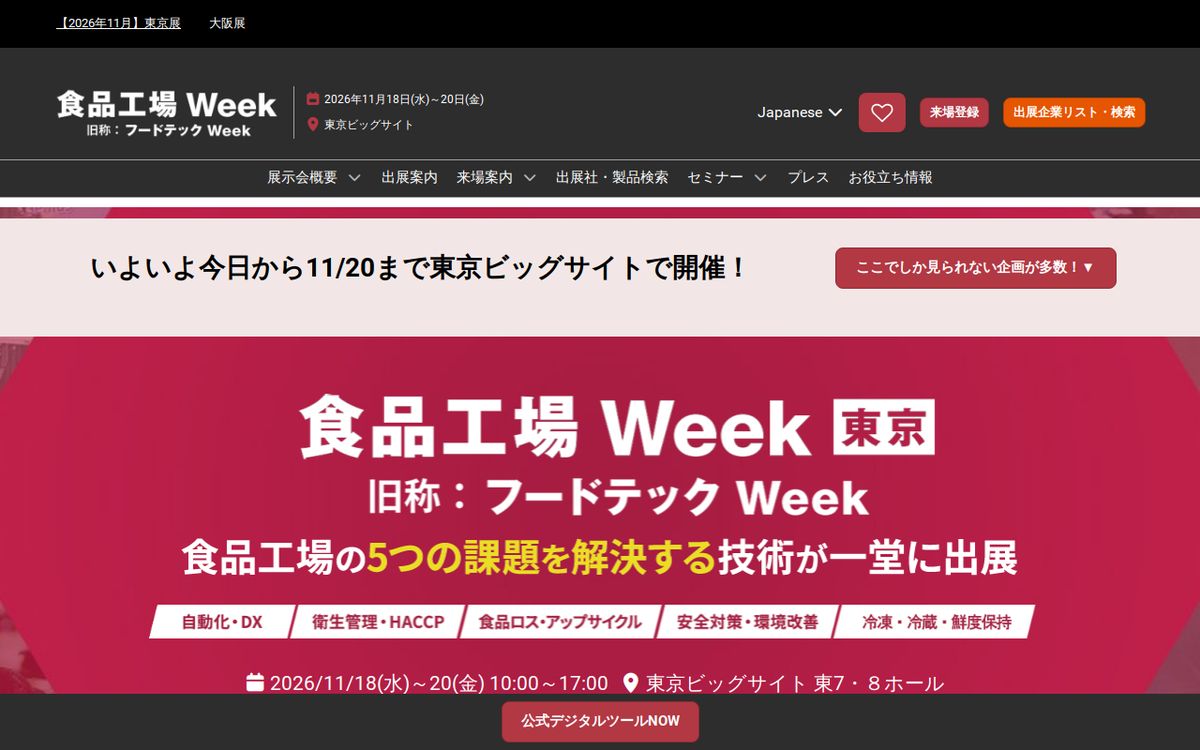 【2026年11月】東京展 大阪展
食品工場 Week
旧称：フードテック Week
2026年11月18日(水)～20日(金)
東京ビッグサイト
Japanese
来場登録
出展企業リスト・検索
展示会概要 出展案内 来場案内 出展社・製品検索 セミナー プレス お役立ち情報
いよいよ今日から11/20まで東京ビッグサイトで開催！
ここでしか見られない企画が多数！▼
食品工場 Week 東京
旧称：フードテック Week
食品工場の5つの課題を解決する技術が一堂に出展
自動化・DX 衛生管理・HACCP 食品ロス・アップサイクル 安全対策・環境改善 冷凍・冷蔵・鮮度保持
2026/11/18(水)～20(金) 10:00～17:00 東京ビッグサイト 東7・８ホール
公式デジタルツールNOW